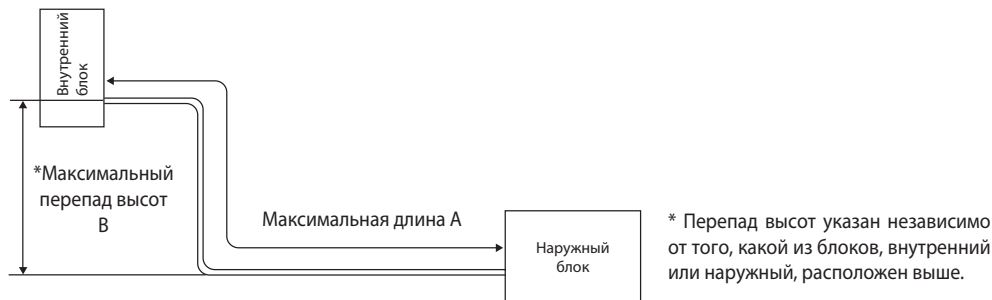 Внутренний
блок
*Максимальный
перепад высот
B
Максимальная длина А
Наружный
блок
* Перепад высот указан независимо
от того, какой из блоков, внутренний
или наружный, расположен выше.